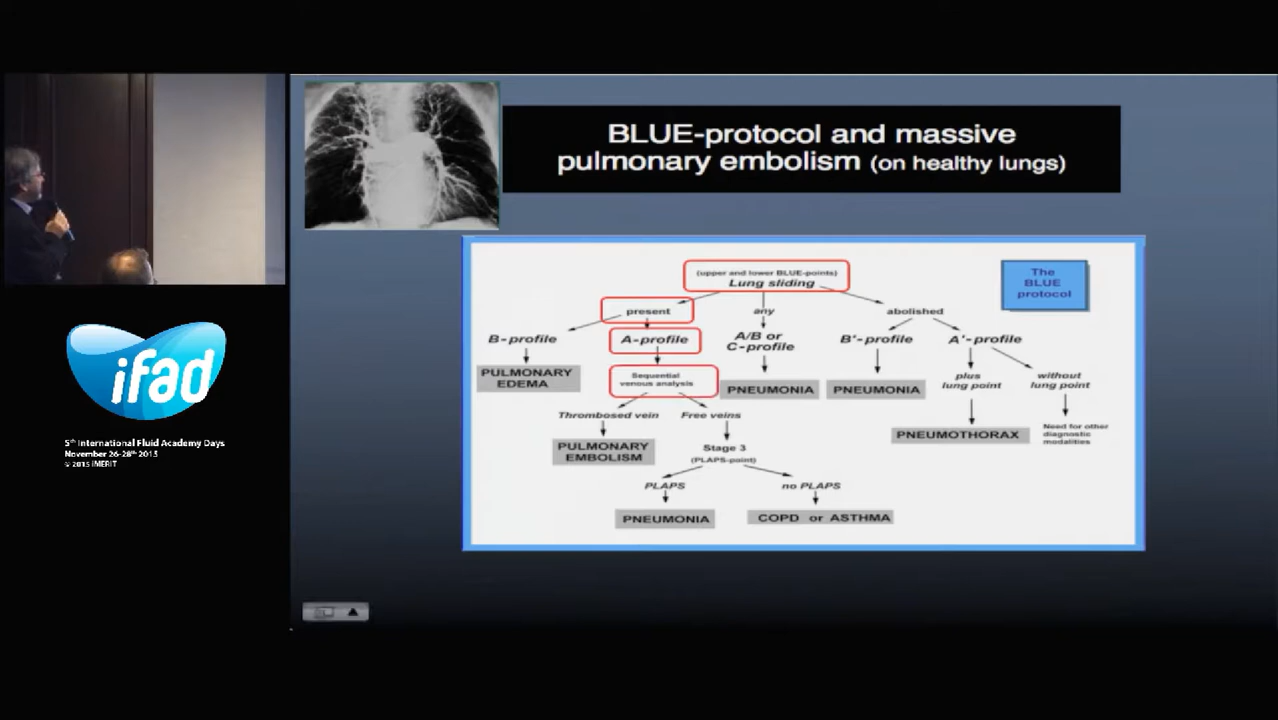 BLUE-protocol and massive
pulmonary embolism (on healthy lungs)
The
BLUE
protocol
(upper and lower BLUE-points)
Lung sliding
present
any
abolished
B-profile
A-profile
A/B or
C-profile
B'-profile
A'-profile
PULMONARY
EDEMA
Sequential
venous analysis
PNEUMONIA
PNEUMONIA
plus
lung point
without
lung point
Thrombosed vein
Free veins
PULMONARY
EMBOLISM
Stage 3
(PLAPS-point)
PNEUMOTHORAX
Need for other
diagnostic
modalities
PLAPS
no PLAPS
PNEUMONIA
COPD or ASTHMA
ifad
5th International Fluid Academy Days
November 26-28th 2015
© 2015 iMERIT